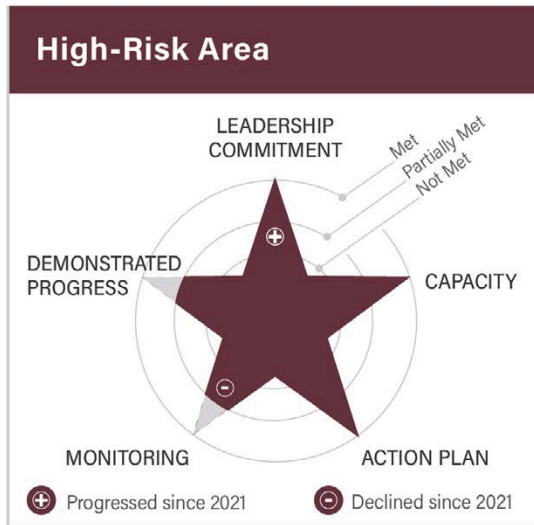 High-Risk Area
LEADERSHIP
COMMITMENT
Met
Partially Met
Not Met
DEMONSTRATED
PROGRESS
CAPACITY
MONITORING
ACTION PLAN
Progressed since 2021
Declined since 2021